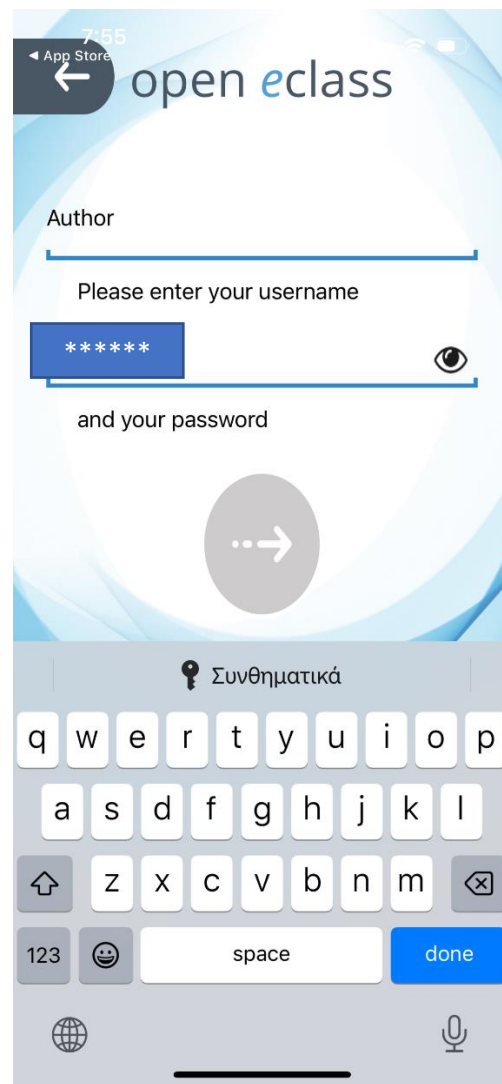 7:55
◀ App Store
open eclass
Author
Please enter your username
******
and your password
Συνθηματικά
q w e r t y u i o p
a s d f g h j k l
z x c v b n m
123 space done